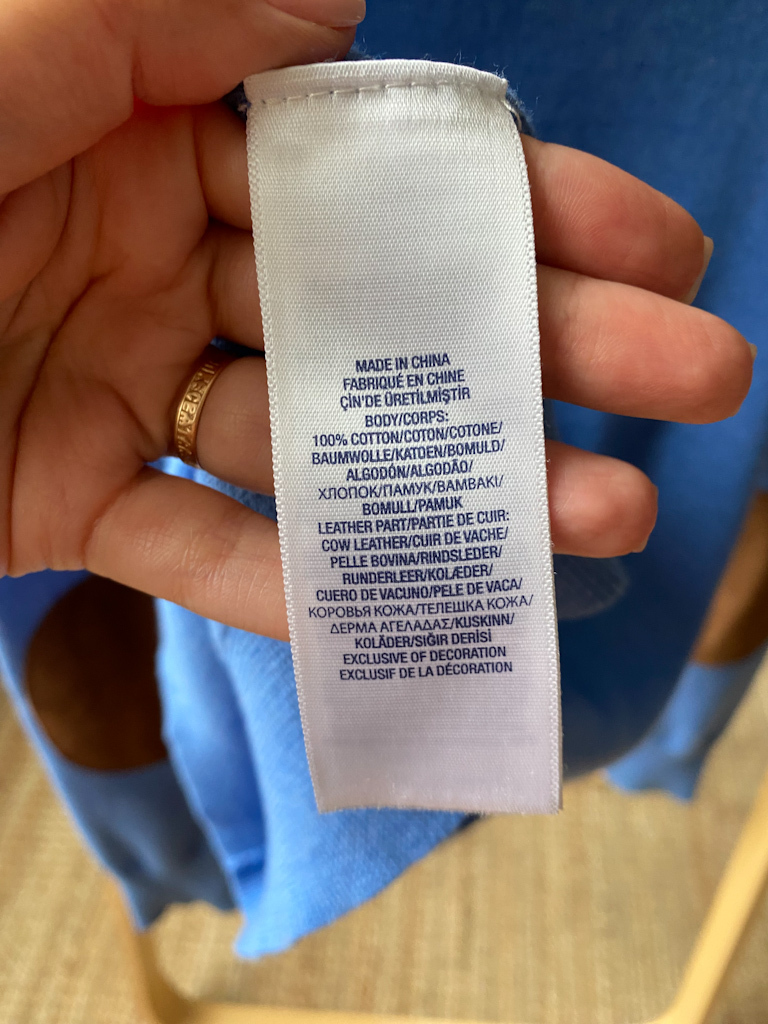 MADE IN CHINA
FABRIQUÉ EN CHINE
ÇİN'DE ÜRETİLMİŞTİR
BODY/CORPS:
100% COTTON/COTON/COTONE/
BAUMWOLLE/KATOEN/BOMULD/
ALGODÓN/ALGODÃO/
ХЛОПОК/ПАМУК/ΒΑΜΒΑΚΙ/
BOMULL/PAMUK
LEATHER PART/PARTIE DE CUIR:
COW LEATHER/CUIR DE VACHE/
PELLE BOVINA/RINDSLEDER/
RUNDERLEER/KOLÆDER/
CUERO DE VACUNO/PELE DE VACA/
КОРОВЬЯ КОЖА/ТЕЛЕШКА КОЖА/
ΔΕΡΜΑ ΑΓΕΛΑΔΑΣ/KUSKINN/
KOLÄDER/SIĞIR DERİSİ
EXCLUSIVE OF DECORATION
EXCLUSIF DE LA DÉCORATION